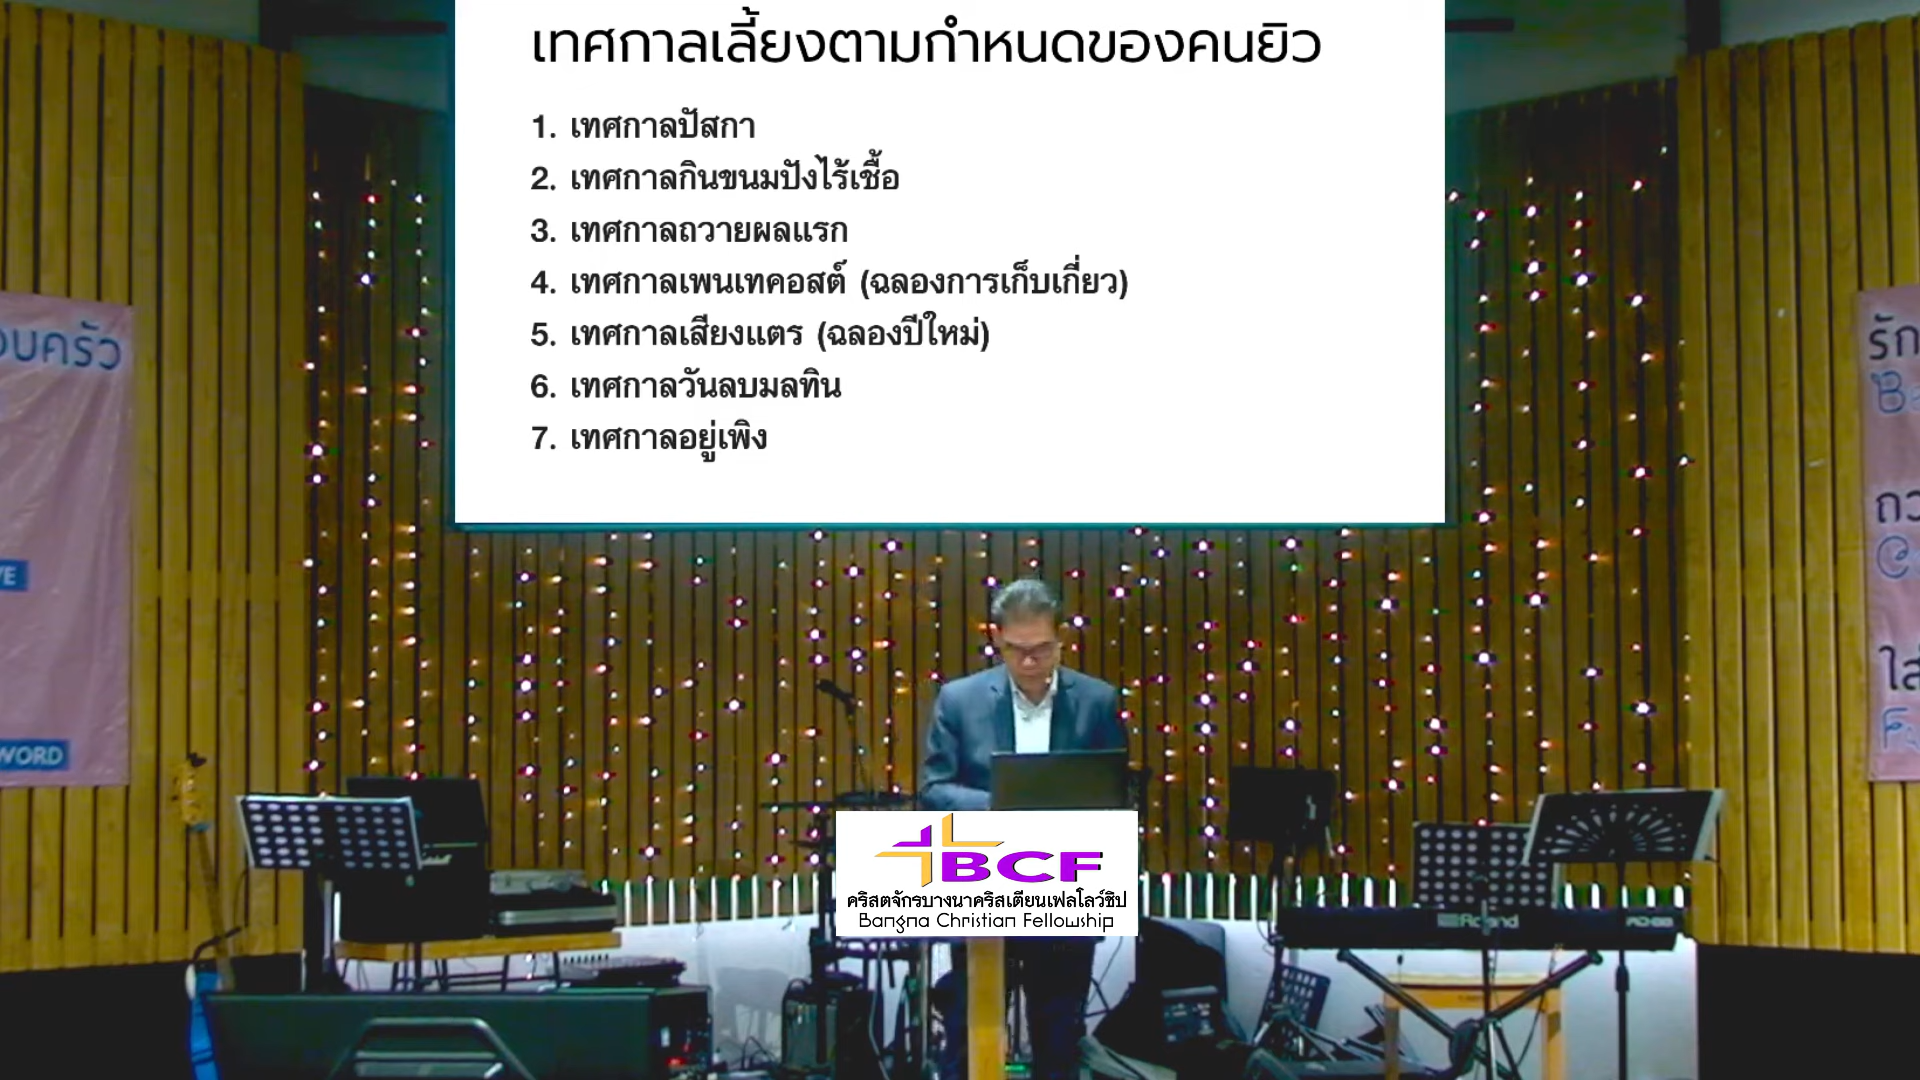 เทศกาลเลี้ยงตามกำหนดของคนยิว
1. เทศกาลปัสกา
2. เทศกาลกินขนมปังไร้เชื้อ
3. เทศกาลถวายผลแรก
4. เทศกาลเพนเทคอสต์ (ฉลองการเก็บเกี่ยว)
5. เทศกาลเสียงแตร (ฉลองปีใหม่)
6. เทศกาลวันลบมลทิน
7. เทศกาลอยู่เพิง
WORD
รัก
BCF
คริสตจักรบางนาคริสเตียนเฟลโลว์ชิป
Bangna Christian Fellowship
Roland